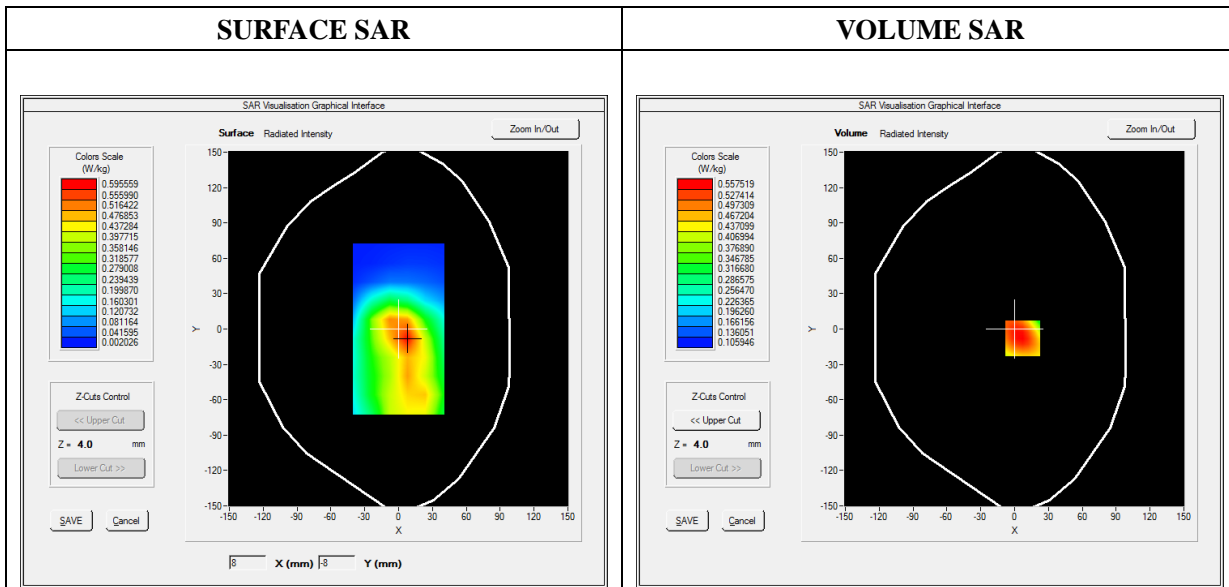 SURFACE SAR
VOLUME SAR
SAR Visualisation Graphical Interface
Surface Radiated Intensity
Zoom In/Out
Colors Scale
(W/kg)
0.595559
0.555990
0.516422
0.476853
0.437284
0.397715
0.358146
0.318577
0.279008
0.239439
0.199870
0.160301
0.120732
0.081164
0.041595
0.002026
Z-Cuts Control
<< Upper Cut
Z = 4.0 mm
Lower Cut >>
SAVE Cancel
150
120
90
60
30
0
-30
-60
-90
-120
-150
Y
-150 -120 -90 -60 -30 0 30 60 90 120 150
X
8 X (mm) -8 Y (mm)
SAR Visualisation Graphical Interface
Volume Radiated Intensity
Zoom In/Out
Colors Scale
(W/kg)
0.557519
0.527414
0.497309
0.467204
0.437099
0.406994
0.376890
0.346785
0.316680
0.286575
0.256470
0.226365
0.196260
0.166156
0.136051
0.105946
Z-Cuts Control
<< Upper Cut
Z = 4.0 mm
Lower Cut >>
SAVE Cancel
150
120
90
60
30
0
-30
-60
-90
-120
-150
Y
-150 -120 -90 -60 -30 0 30 60 90 120 150
X